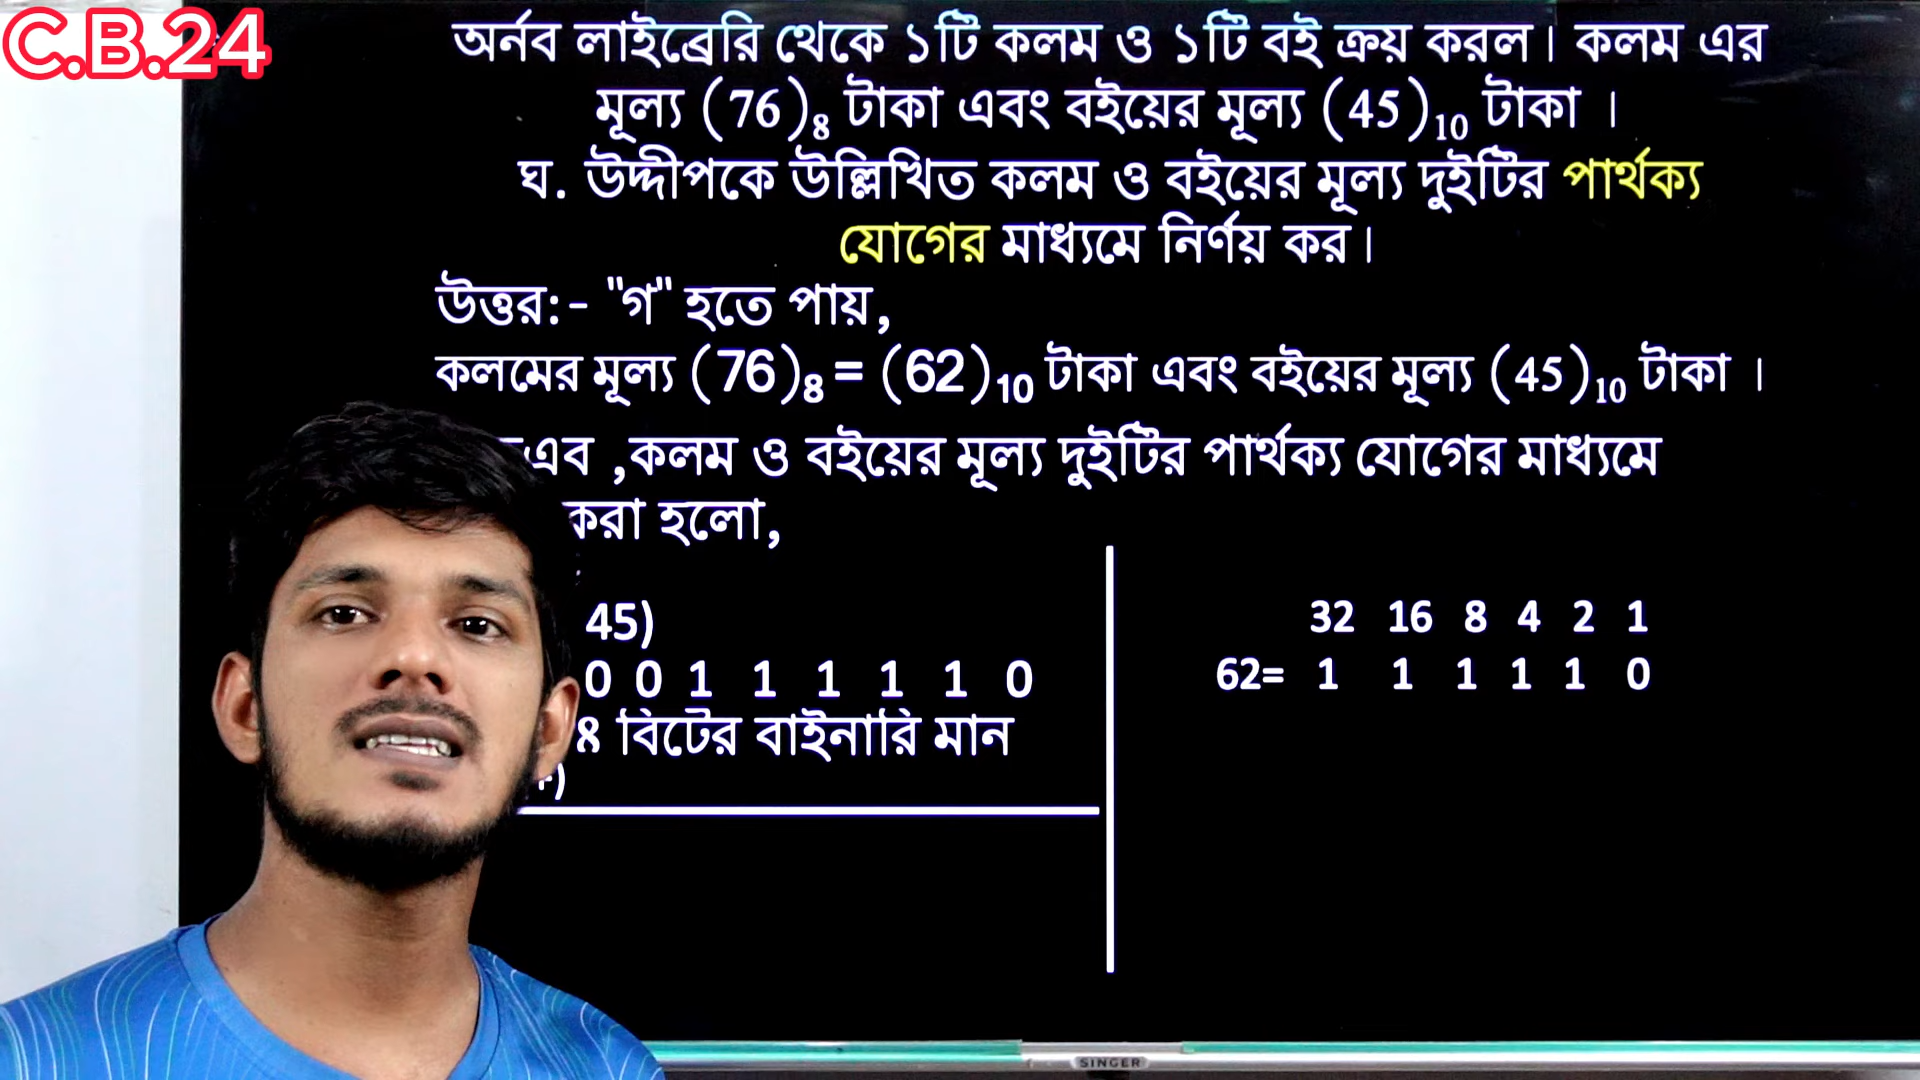 C.B.24
অর্নব লাইব্রেরি থেকে ১টি কলম ও ১টি বই ক্রয় করল। কলম এর
মূল্য (76)₈ টাকা এবং বইয়ের মূল্য (45)₁₀ টাকা ।
ঘ. উদ্দীপকে উল্লিখিত কলম ও বইয়ের মূল্য দুইটির পার্থক্য
যোগের মাধ্যমে নির্ণয় কর।
উত্তর:- "গ" হতে পায়,
কলমের মূল্য (76)₈ = (62)₁₀ টাকা এবং বইয়ের মূল্য (45)₁₀ টাকা ।
,কলম ও বইয়ের মূল্য দুইটির পার্থক্য যোগের মাধ্যমে
করা হলো,
45)
0 0 1 1 1 1 1 0
8 বিটের বাইনারি মান
32 16 8 4 2 1
62= 1 1 1 1 1 0
SINGER